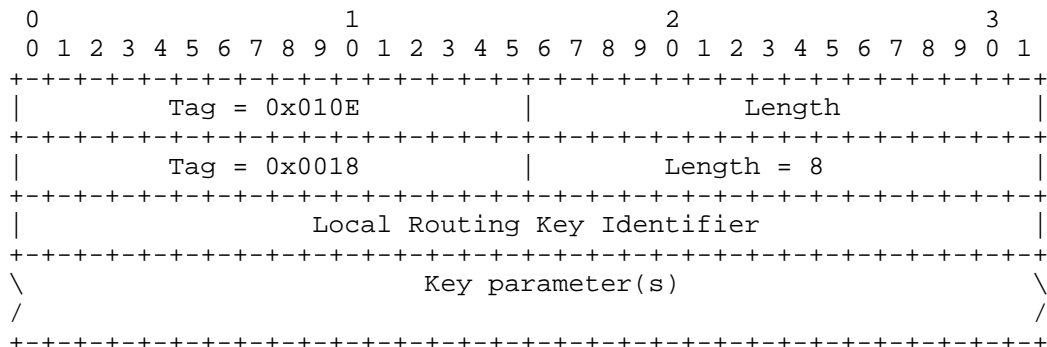 0                   1                   2                   3
 0 1 2 3 4 5 6 7 8 9 0 1 2 3 4 5 6 7 8 9 0 1 2 3 4 5 6 7 8 9 0 1
+-+-+-+-+-+-+-+-+-+-+-+-+-+-+-+-+-+-+-+-+-+-+-+-+-+-+-+-+-+-+-+-+
|         Tag = 0x010E          |             Length            |
+-+-+-+-+-+-+-+-+-+-+-+-+-+-+-+-+-+-+-+-+-+-+-+-+-+-+-+-+-+-+-+-+
|         Tag = 0x0018          |        Length = 8             |
+-+-+-+-+-+-+-+-+-+-+-+-+-+-+-+-+-+-+-+-+-+-+-+-+-+-+-+-+-+-+-+-+
|                  Local Routing Key Identifier                 |
+-+-+-+-+-+-+-+-+-+-+-+-+-+-+-+-+-+-+-+-+-+-+-+-+-+-+-+-+-+-+-+-+
\                         Key parameter(s)                      \
/                                                               /
+-+-+-+-+-+-+-+-+-+-+-+-+-+-+-+-+-+-+-+-+-+-+-+-+-+-+-+-+-+-+-+-+